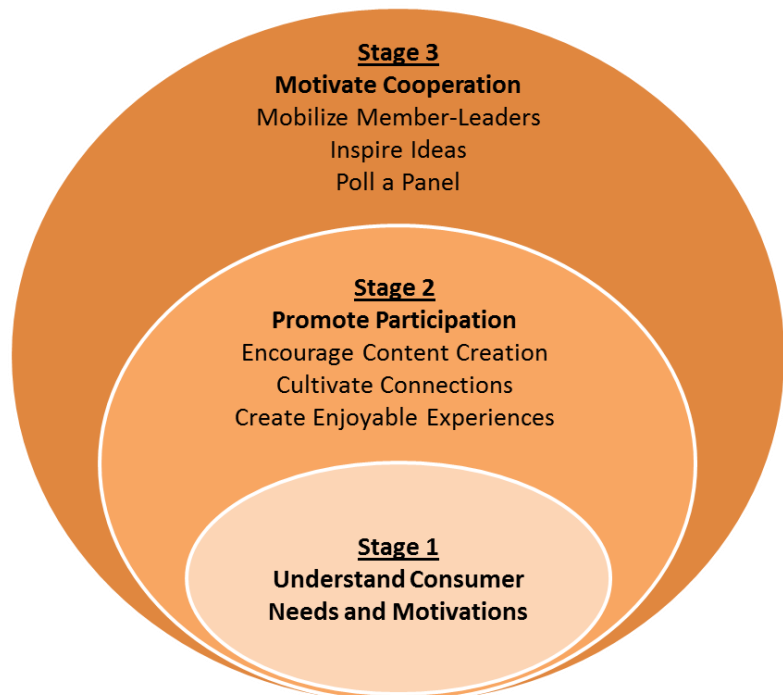 Stage 3
Motivate Cooperation
Mobilize Member-Leaders
Inspire Ideas
Poll a Panel
Stage 2
Promote Participation
Encourage Content Creation
Cultivate Connections
Create Enjoyable Experiences
Stage 1
Understand Consumer
Needs and Motivations